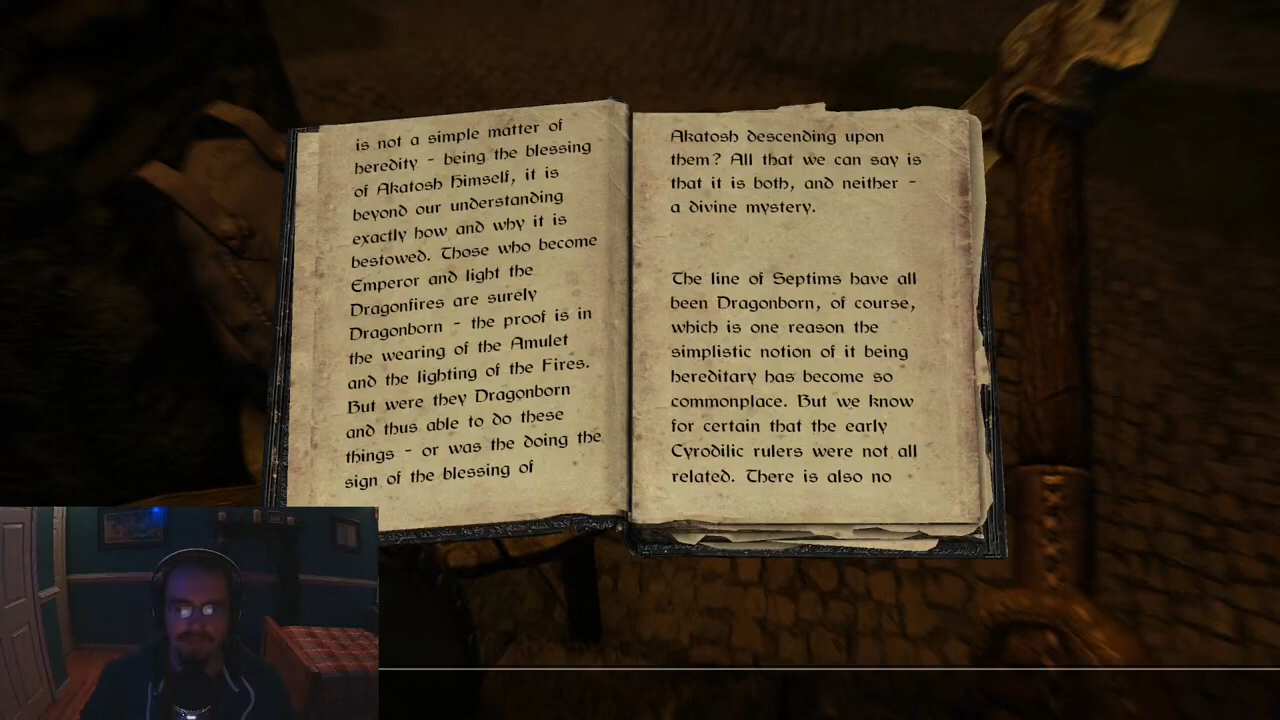 is not a simple matter of
heredity - being the blessing
of Akatosh Himself, it is
beyond our understanding
exactly how and why it is
bestowed. Those who become
Emperor and light the
Dragonfires are surely
Dragonborn - the proof is in
the wearing of the Amulet
and the lighting of the Fires.
But were they Dragonborn
and thus able to do these
things - or was the doing the
sign of the blessing of
Akatosh descending upon
them? All that we can say is
that it is both, and neither -
a divine mystery.
The line of Septims have all
been Dragonborn, of course,
which is one reason the
simplistic notion of it being
hereditary has become so
commonplace. But we know
for certain that the early
Cyrodilic rulers were not all
related. There is also no